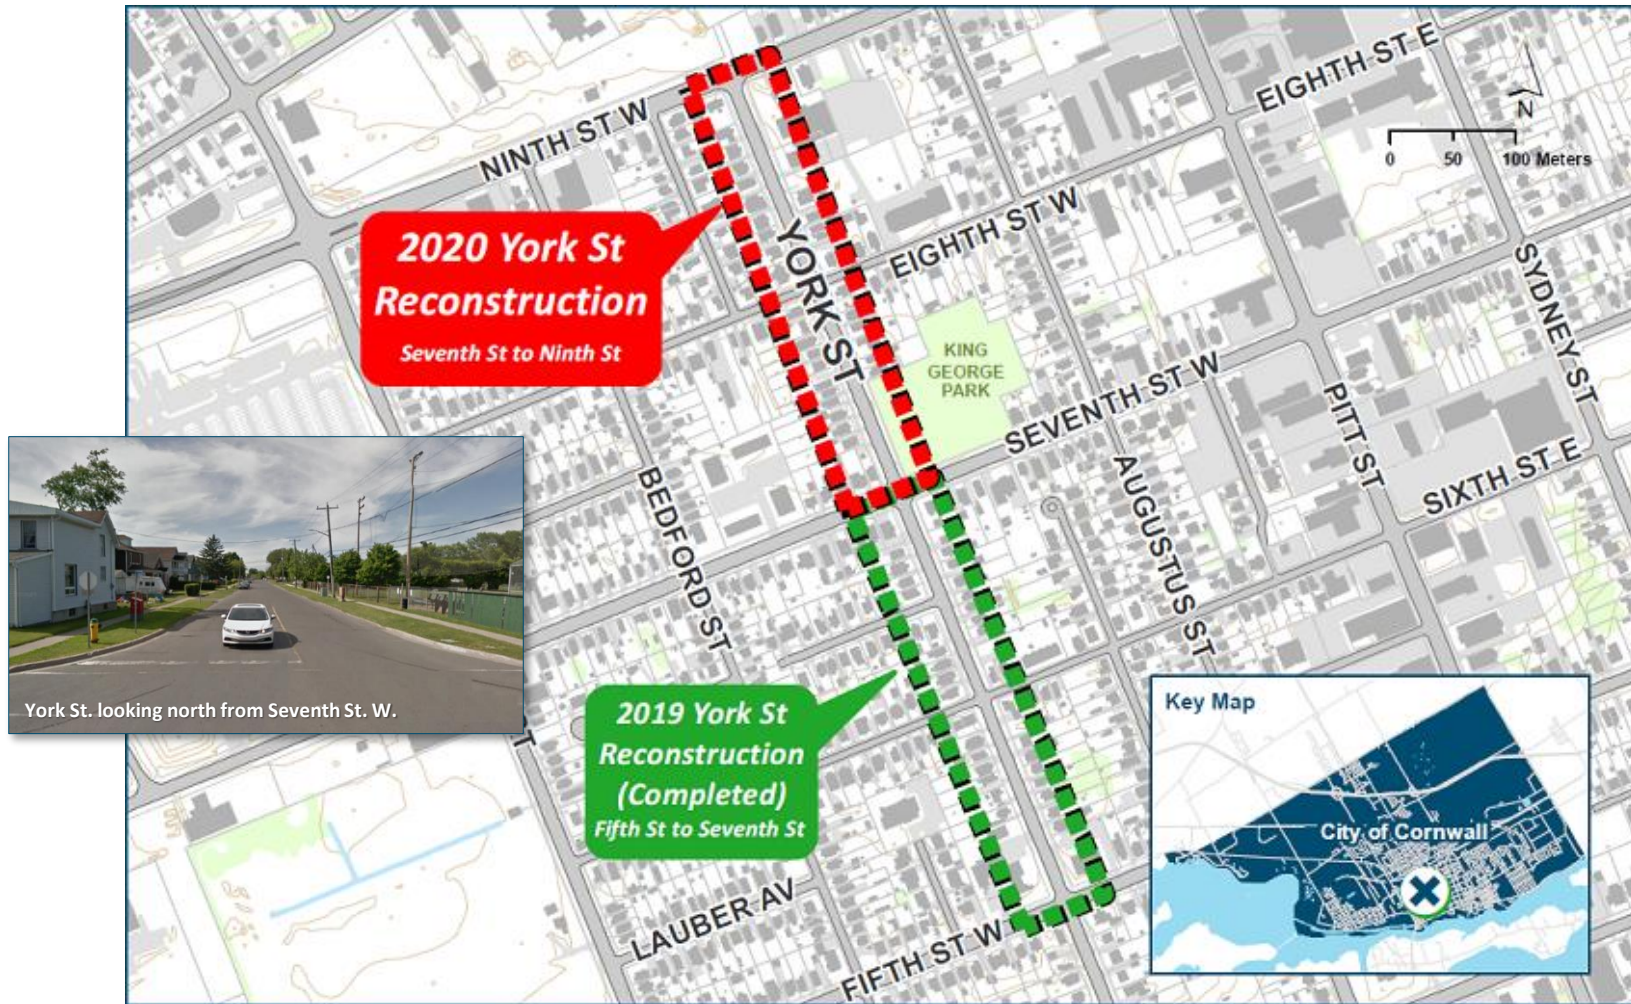 EIGHTH ST E
N
0 50 100 Meters
NINTH ST W
2020 York St
Reconstruction
Seventh St to Ninth St
YORK ST
EIGHTH ST W
KING
GEORGE
PARK
SEVENTH ST W
SYDNEY ST
PITT ST
SIXTH ST E
BEDFORD ST
AUGUSTUS ST
York St. looking north from Seventh St. W.
2019 York St
Reconstruction
(Completed)
Fifth St to Seventh St
LAUBER AV
FIFTH ST W
Key Map
City of Cornwall